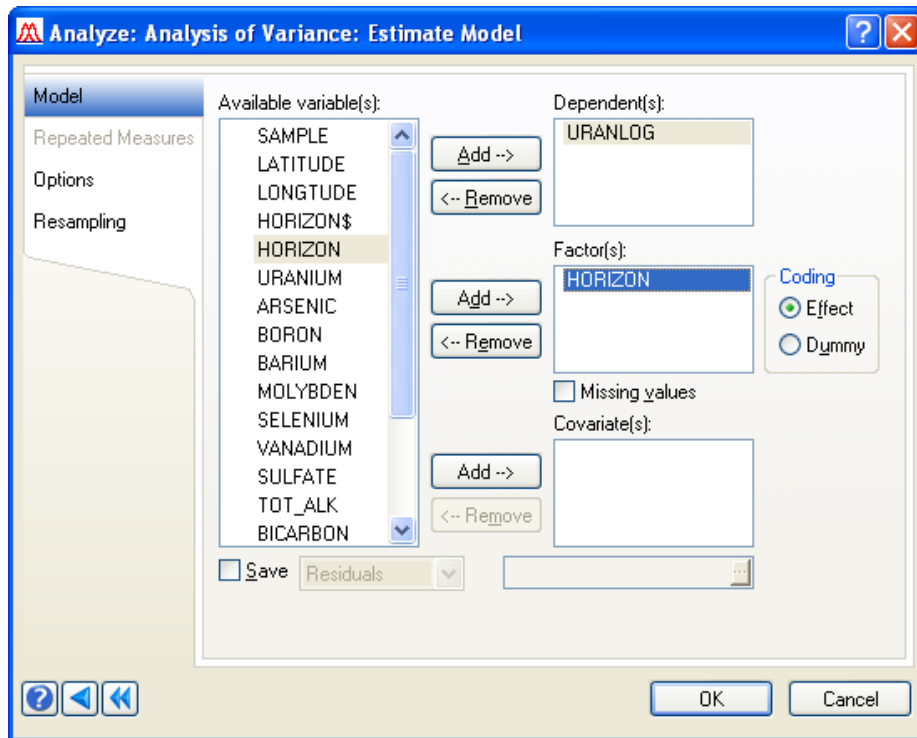 Analyze: Analysis of Variance: Estimate Model
Model
Repeated Measures
Options
Resampling
Available variable(s):
SAMPLE
LATITUDE
LONGTUDE
HORIZON$
HORIZON
URANIUM
ARSENIC
BORON
BARIUM
MOLYBDEN
SELENIUM
VANADIUM
SULFATE
TOT_ALK
BICARBON
Add -->
<-- Remove
Dependent(s):
URANLOG
Add -->
<-- Remove
Factor(s):
HORIZON
Coding
Effect
Dummy
Missing values
Covariate(s):
Add -->
<-- Remove
Save
Residuals
...
OK
Cancel